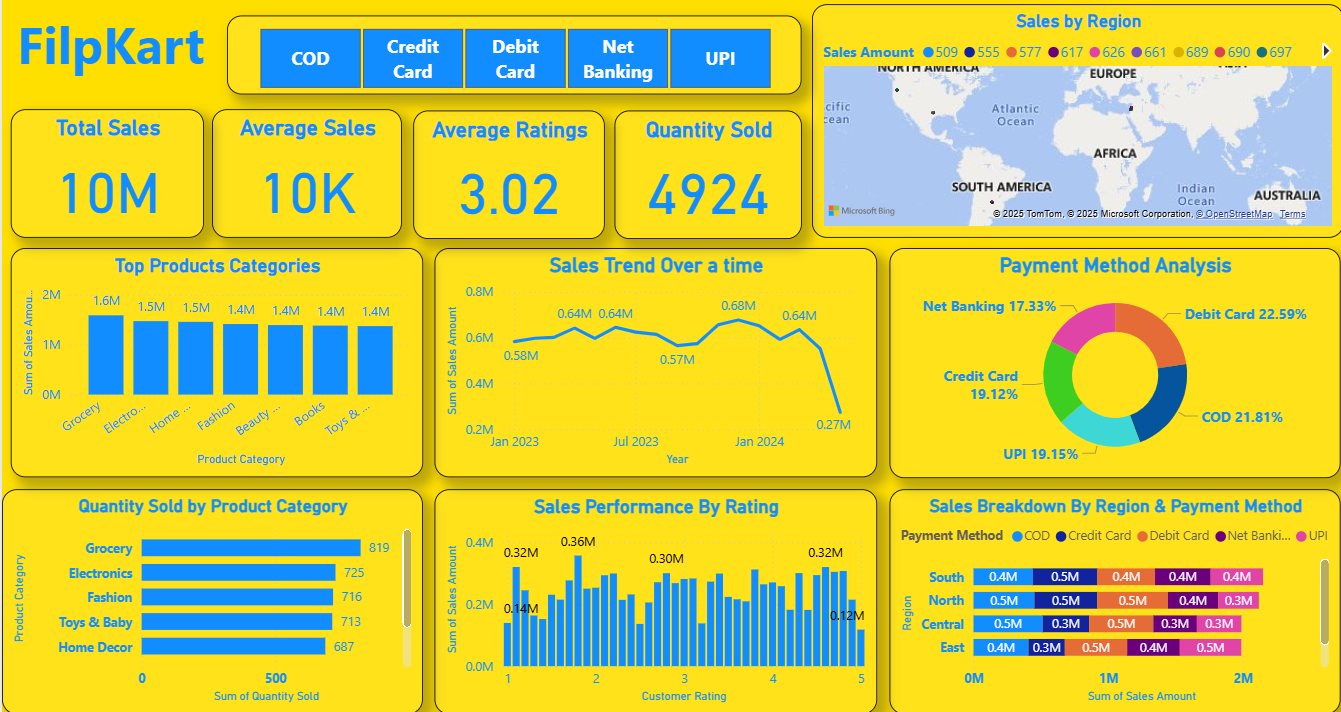 FilpKart
COD
Credit
Card
Debit
Card
Net
Banking
UPI
Sales by Region
Sales Amount 509 555 577 617 626 661 689 690 697
NORTH AMERICA
EUROPE
ASIA
cific
cean
Atlantic
Ocean
AFRICA
SOUTH AMERICA
Indian
Ocean
AUSTRALIA
Microsoft Bing
© 2025 TomTom, © 2025 Microsoft Corporation, © OpenStreetMap Terms
Total Sales
10M
Average Sales
10K
Average Ratings
3.02
Quantity Sold
4924
Top Products Categories
Sum of Sales Amou...
2M
1M
0M
1.6M 1.5M 1.5M 1.4M 1.4M 1.4M 1.4M
Grocery Electro... Home ... Fashion Beauty ... Books Toys & ...
Product Category
Sales Trend Over a time
Sum of Sales Amount
0.8M
0.6M
0.4M
0.2M
0.58M 0.64M 0.64M 0.57M 0.68M 0.64M 0.27M
Jan 2023 Jul 2023 Jan 2024
Year
Payment Method Analysis
Net Banking 17.33%
Debit Card 22.59%
Credit Card
19.12%
COD 21.81%
UPI 19.15%
Quantity Sold by Product Category
Product Category
Grocery 819
Electronics 725
Fashion 716
Toys & Baby 713
Home Decor 687
0 500
Sum of Quantity Sold
Sales Performance By Rating
Sum of Sales Amount
0.4M
0.2M
0.0M
0.32M 0.14M 0.36M 0.30M 0.32M 0.12M
1 2 3 4 5
Customer Rating
Sales Breakdown By Region & Payment Method
Payment Method COD Credit Card Debit Card Net Banki... UPI
Region
South 0.4M 0.5M 0.4M 0.4M 0.4M
North 0.5M 0.5M 0.5M 0.4M 0.3M
Central 0.5M 0.3M 0.5M 0.3M 0.3M
East 0.4M 0.3M 0.5M 0.4M 0.5M
0M 1M 2M
Sum of Sales Amount